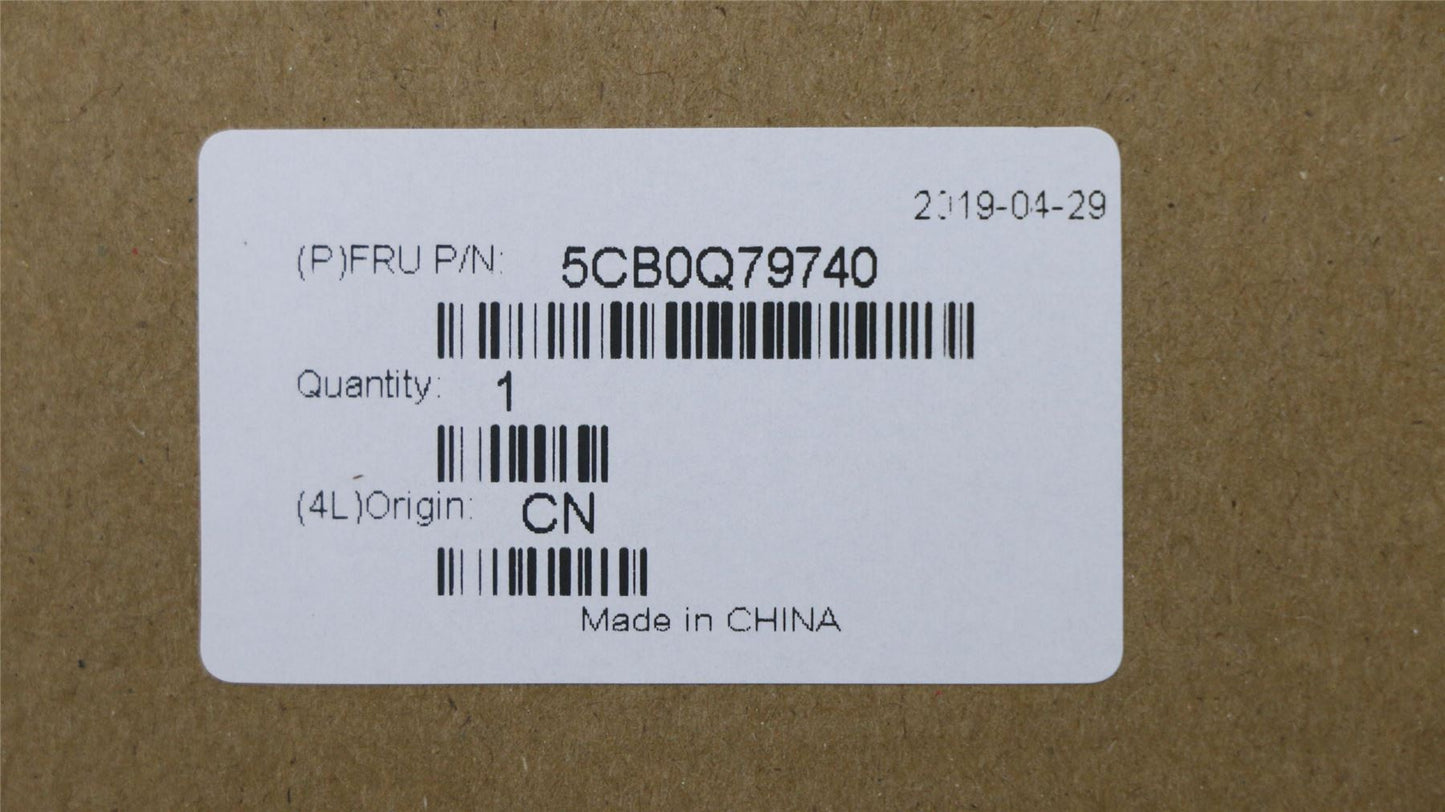 2019-04-29
(P)FRU P/N: 5CB0Q79740
Quantity: 1
(4L)Origin: CN
Made in CHINA